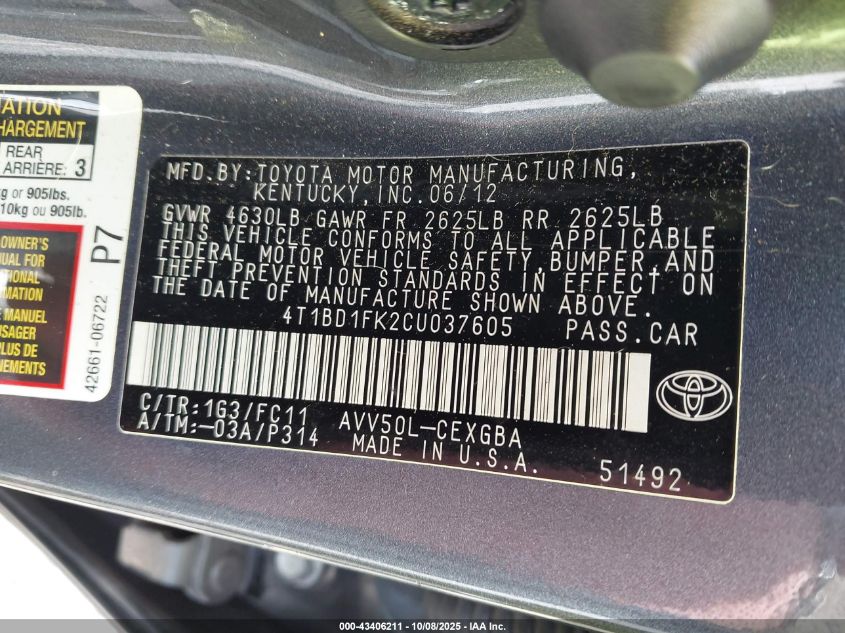 ATION
HARGEMENT
REAR
ARRIÈRE: 3
kg or 905lbs.
10kg ou 905lb.
OWNER'S
UAL FOR
TIONAL
MATION
E MANUEL
USAGER
PLUS DE
NEMENTS
P7
42661-06722
MFD.BY:TOYOTA MOTOR MANUFACTURING,
KENTUCKY,INC.06/12
GVWR 4630LB GAWR FR 2625LB RR 2625LB
THIS VEHICLE CONFORMS TO ALL APPLICABLE
FEDERAL MOTOR VEHICLE SAFETY,BUMPER,AND
THEFT PREVENTION STANDARDS IN EFFECT ON
THE DATE OF MANUFACTURE SHOWN ABOVE.
4T1BD1FK2CU037605 PASS.CAR
C/TR:1G3/FC11 AVV50L-CEXGBA
A/TM:-03A/P314 MADE IN U.S.A.
51492
000-43406211 - 10/08/2025 - IAA Inc.